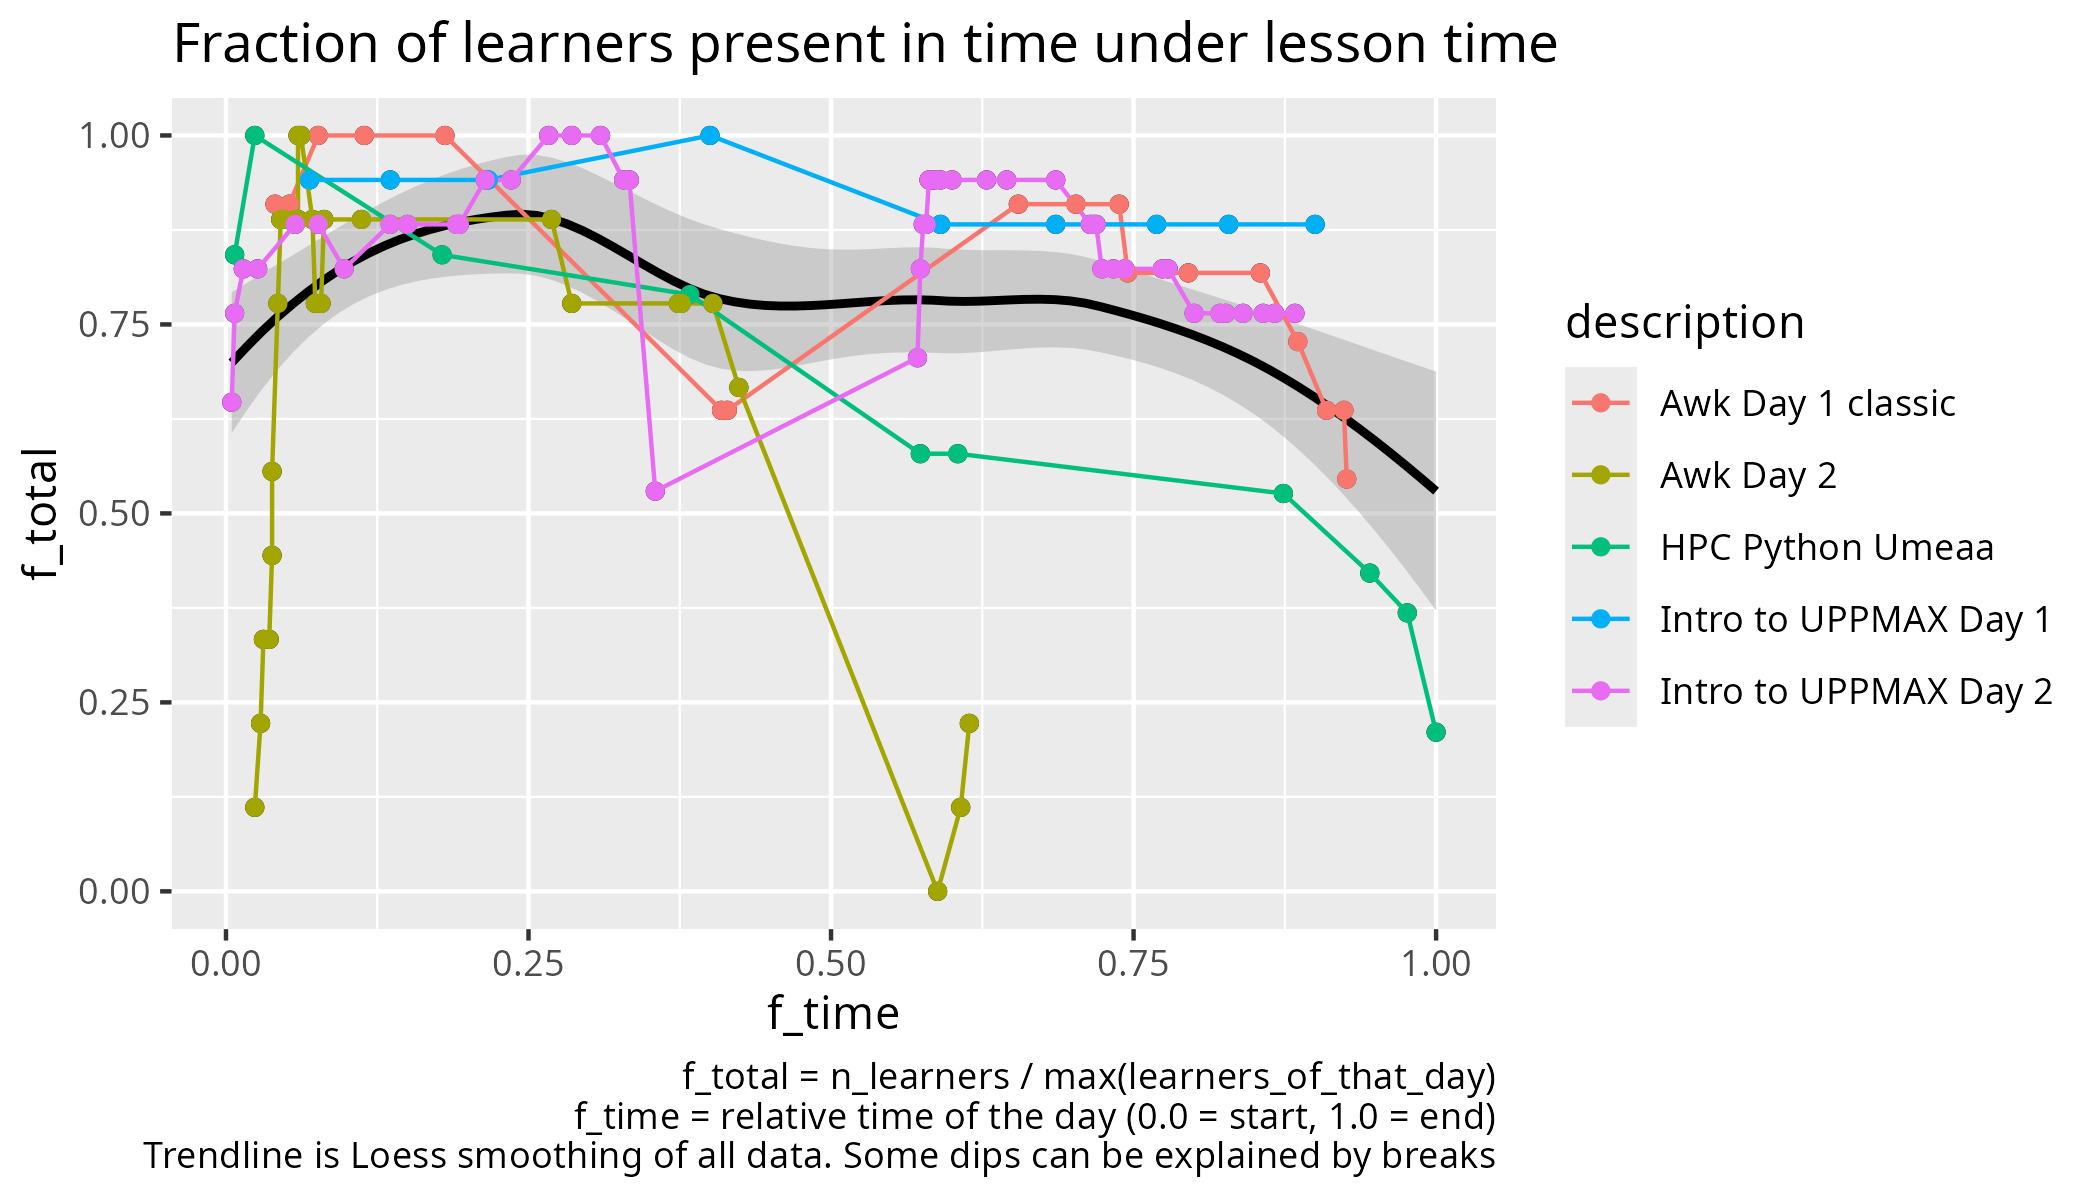 Fraction of learners present in time under lesson time
1.00
0.75
0.50
0.25
0.00
f_total
0.00 0.25 0.50 0.75 1.00
f_time
description
Awk Day 1 classic
Awk Day 2
HPC Python Umeaa
Intro to UPPMAX Day 1
Intro to UPPMAX Day 2
f_total = n_learners / max(learners_of_that_day)
f_time = relative time of the day (0.0 = start, 1.0 = end)
Trendline is Loess smoothing of all data. Some dips can be explained by breaks